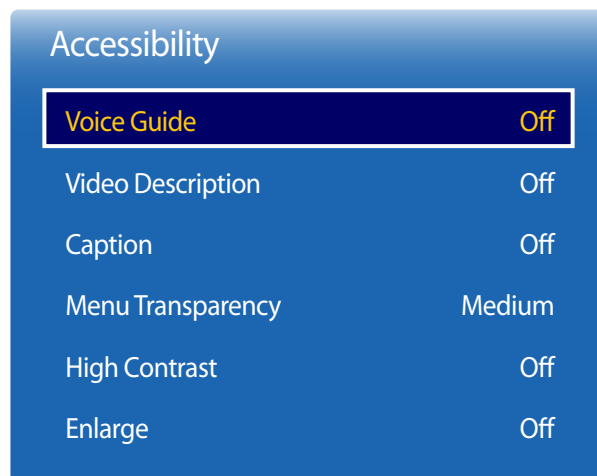 Accessibility
Voice Guide Off
Video Description Off
Caption Off
Menu Transparency Medium
High Contrast Off
Enlarge Off